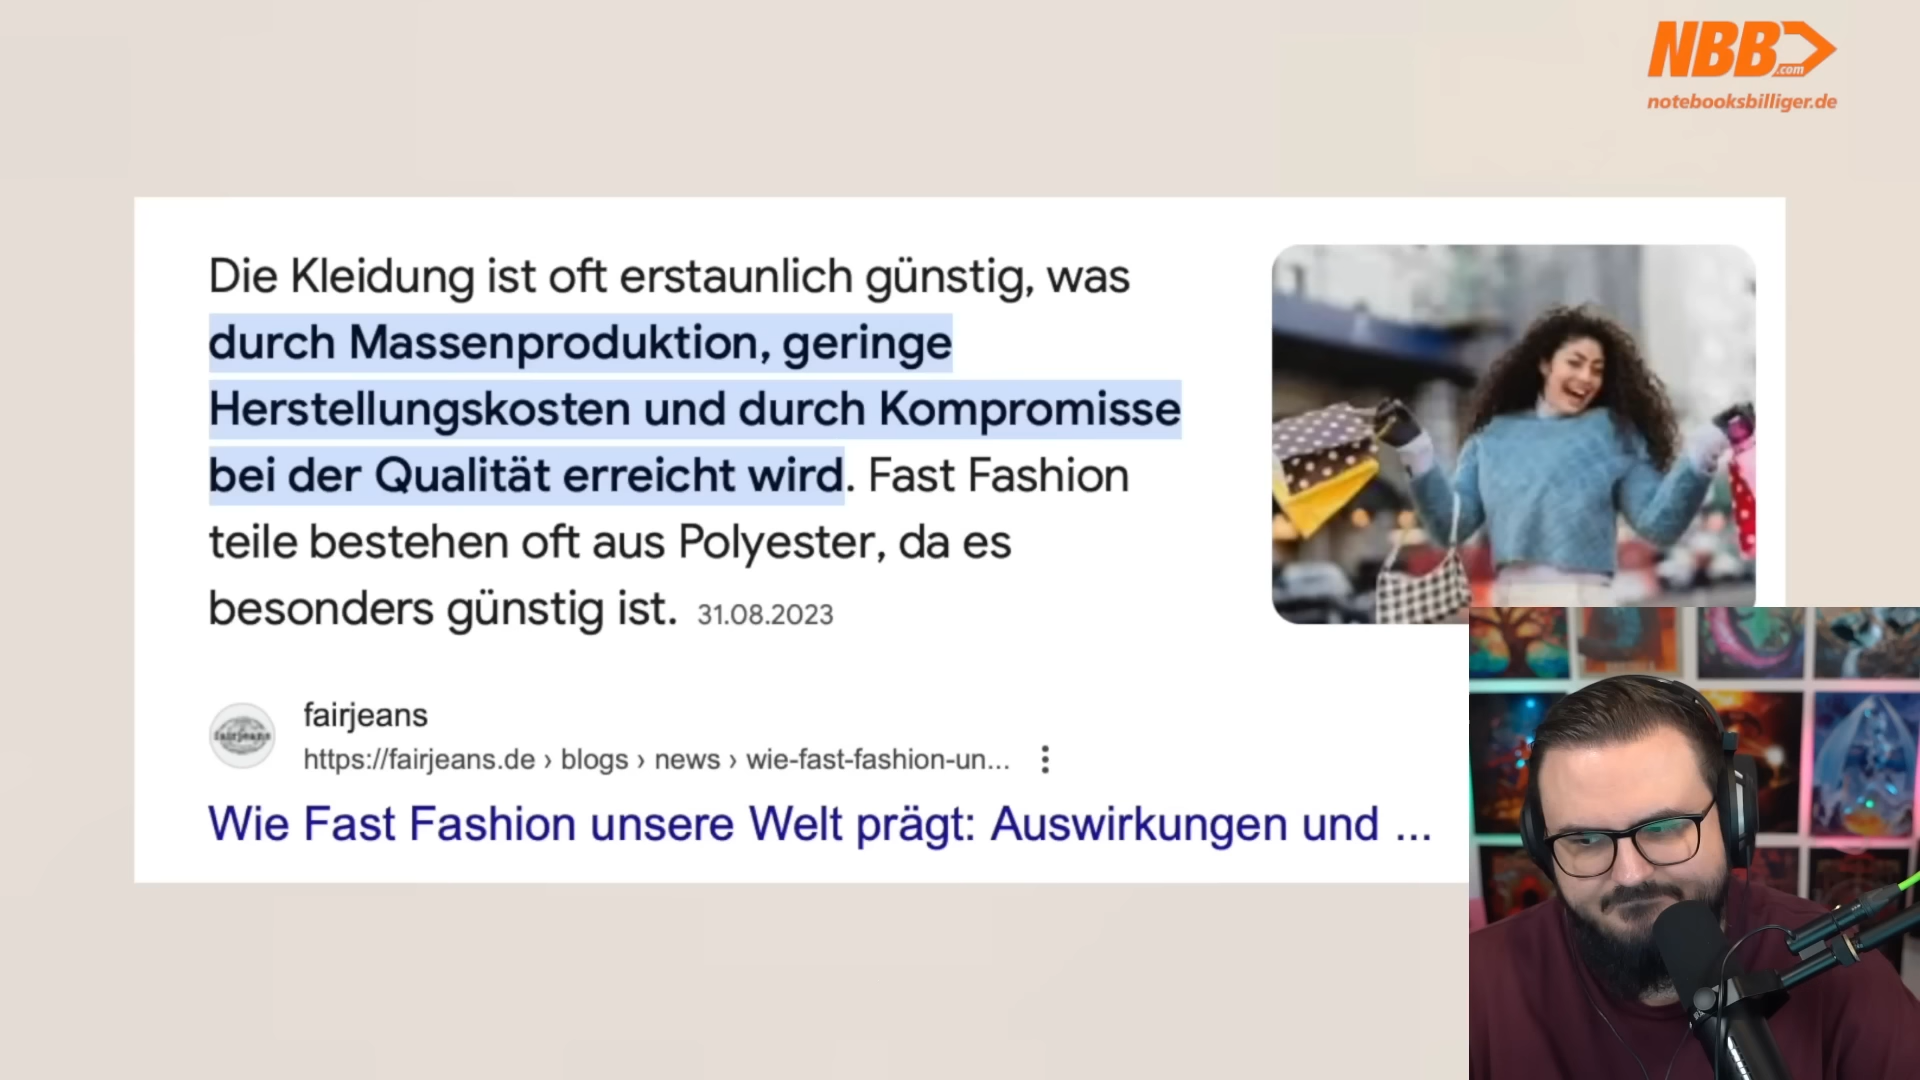 NBB
.com
notebooksbilliger.de
Die Kleidung ist oft erstaunlich günstig, was
durch Massenproduktion, geringe
Herstellungskosten und durch Kompromisse
bei der Qualität erreicht wird. Fast Fashion
teile bestehen oft aus Polyester, da es
besonders günstig ist. 31.08.2023
fairjeans
fairjeans
https://fairjeans.de › blogs › news › wie-fast-fashion-un...
Wie Fast Fashion unsere Welt prägt: Auswirkungen und ...